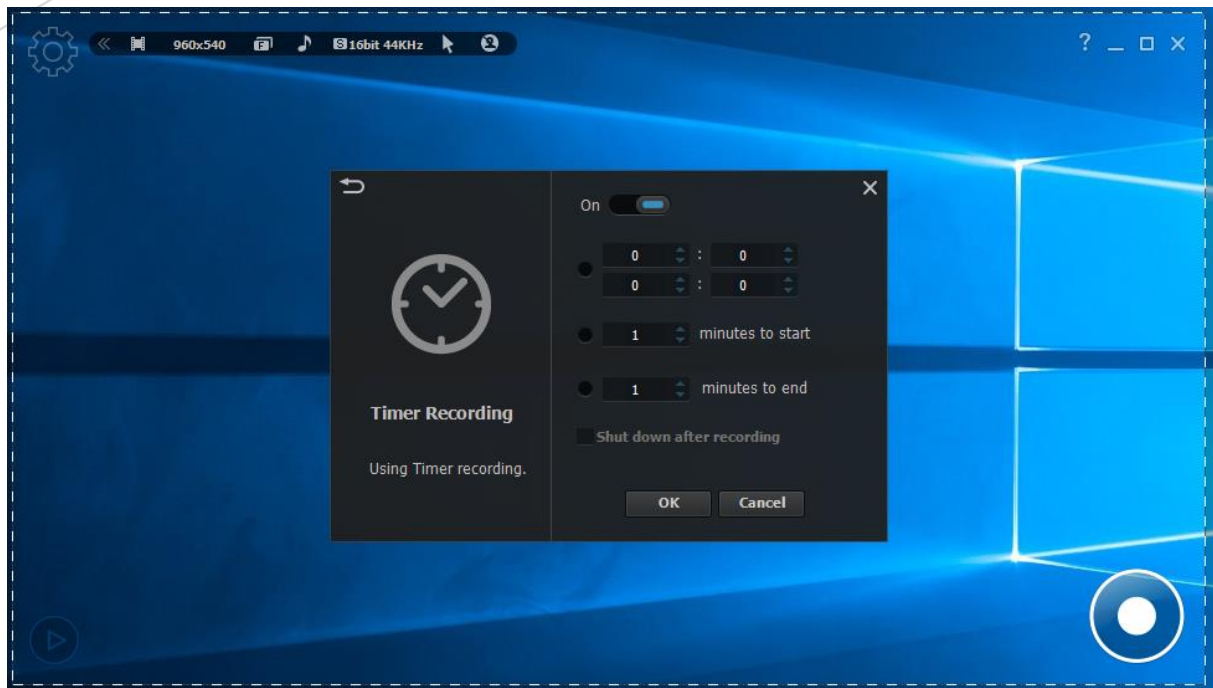 960x540 F S 16bit 44KHz ?
On
0 : 0
0 : 0
1 minutes to start
1 minutes to end
Timer Recording
Shut down after recording
Using Timer recording.
OK Cancel